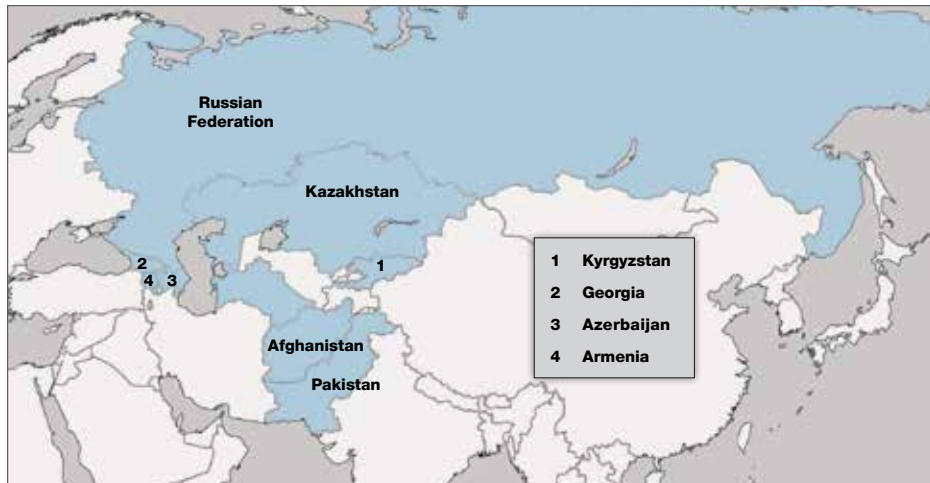 Russian
Federation
Kazakhstan
2
4 3
1
Afghanistan
Pakistan
1 Kyrgyzstan
2 Georgia
3 Azerbaijan
4 Armenia